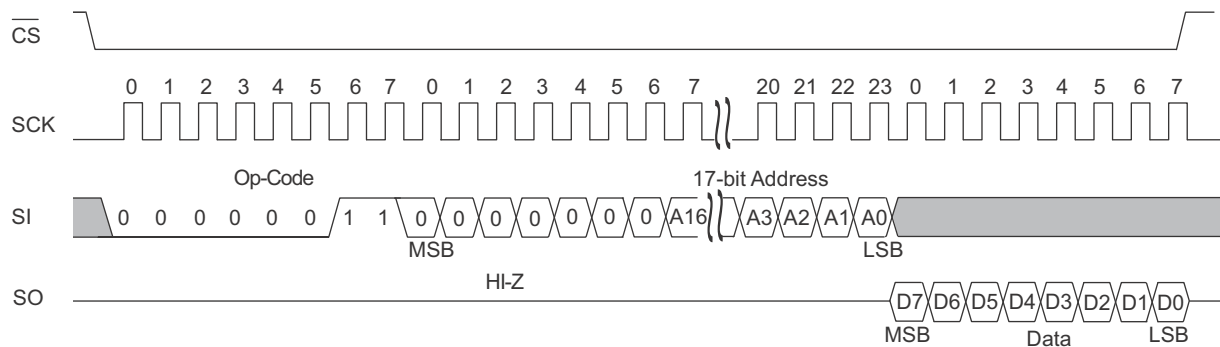 CS
0 1 2 3 4 5 6 7 0 1 2 3 4 5 6 7 20 21 22 23 0 1 2 3 4 5 6 7
SCK
Op-Code 17-bit Address
SI 0 0 0 0 0 0 1 1 0 0 0 0 0 0 0 A16 A3 A2 A1 A0
MSB LSB
HI-Z
SO D7 D6 D5 D4 D3 D2 D1 D0
MSB Data LSB